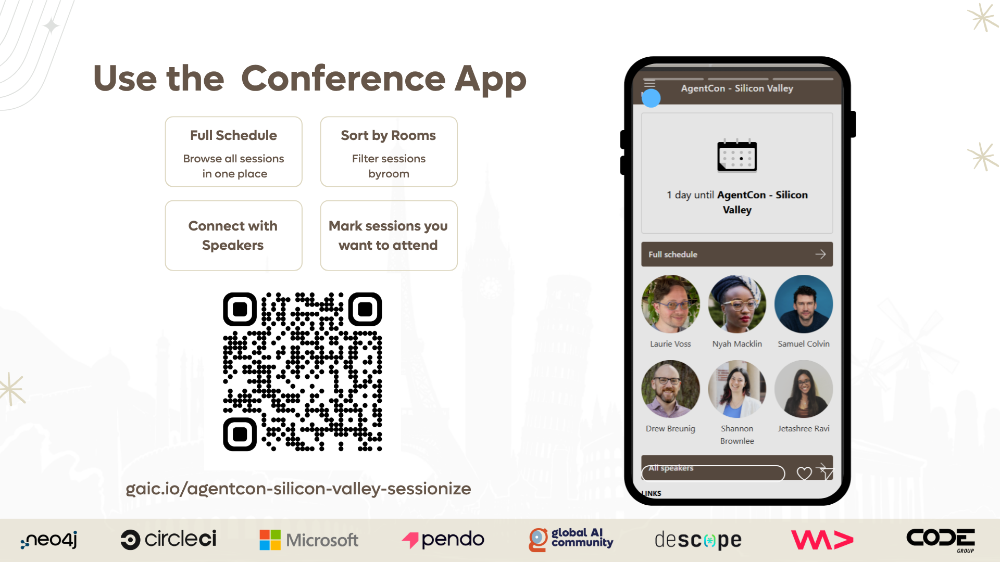 Use the Conference App
Full Schedule
Browse all sessions
in one place
Sort by Rooms
Filter sessions
byroom
Connect with
Speakers
Mark sessions you
want to attend
gaic.io/agentcon-silicon-valley-sessionize
AgentCon - Silicon Valley
1 day until AgentCon - Silicon
Valley
Full schedule
Laurie Voss
Nyah Macklin
Samuel Colvin
Drew Breunig
Shannon
Brownlee
Jetashree Ravi
All speakers
LINKS
neo4j
circleci
Microsoft
pendo
global AI
community
descope
CODE
GROUP